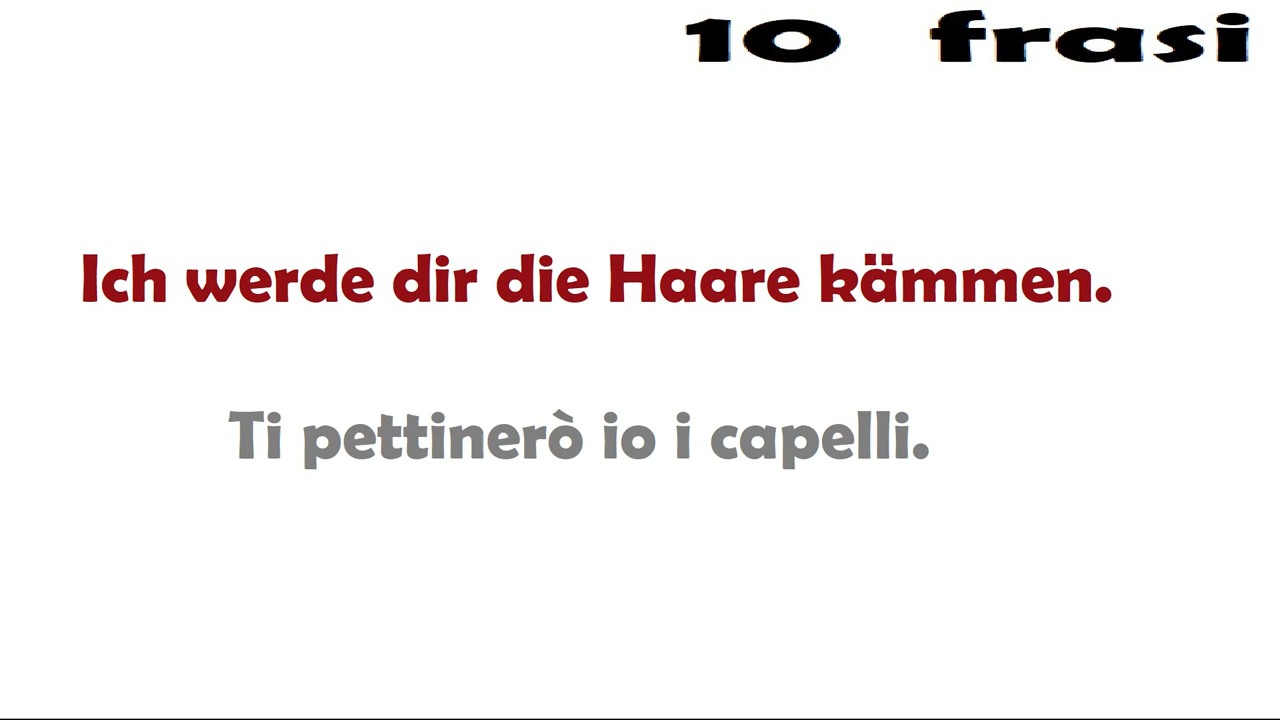 10 frasi
Ich werde dir die Haare kämmen.
Ti pettinerò io i capelli.